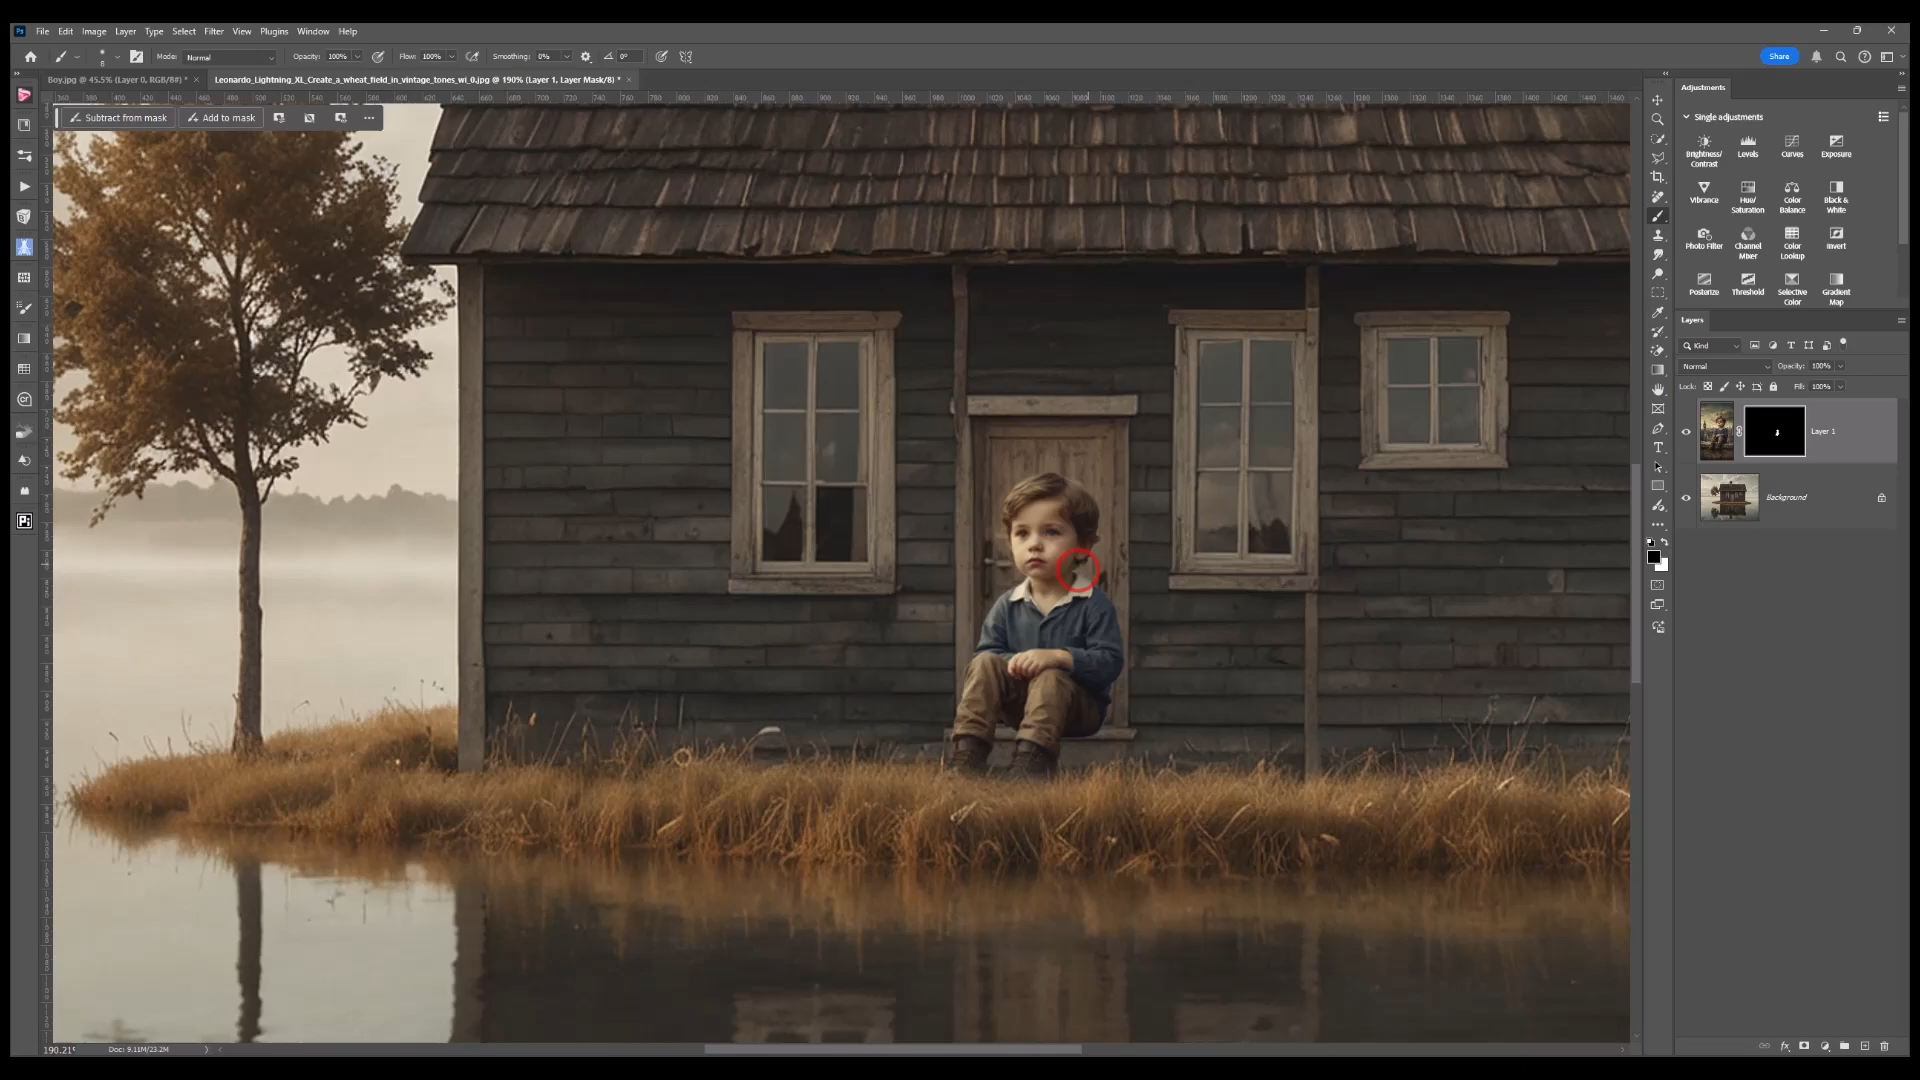 Ps File Edit Image Layer Type Select Filter View Plugins Window Help
6 Mode: Normal Opacity: 100% Flow: 100% Smoothing: 0% 0° Share
Boy.jpg @ 45.5% (Layer 0, RGB/8#) * × Leonardo_Lightning_XL_Create_a_wheat_field_in_vintage_tones_wi_0.jpg @ 190% (Layer 1, Layer Mask/8) * ×
Subtract from mask Add to mask
Adjustments
Single adjustments
Brightness/ Contrast Levels Curves Exposure
Vibrance Hue/ Saturation Color Balance Black & White
Photo Filter Channel Mixer Color Lookup Invert
Posterize Threshold Selective Color Gradient Map
Layers
Kind
Normal Opacity: 100%
Lock: Fill: 100%
Layer 1
Background
190.21% Doc: 9.11M/23.2M